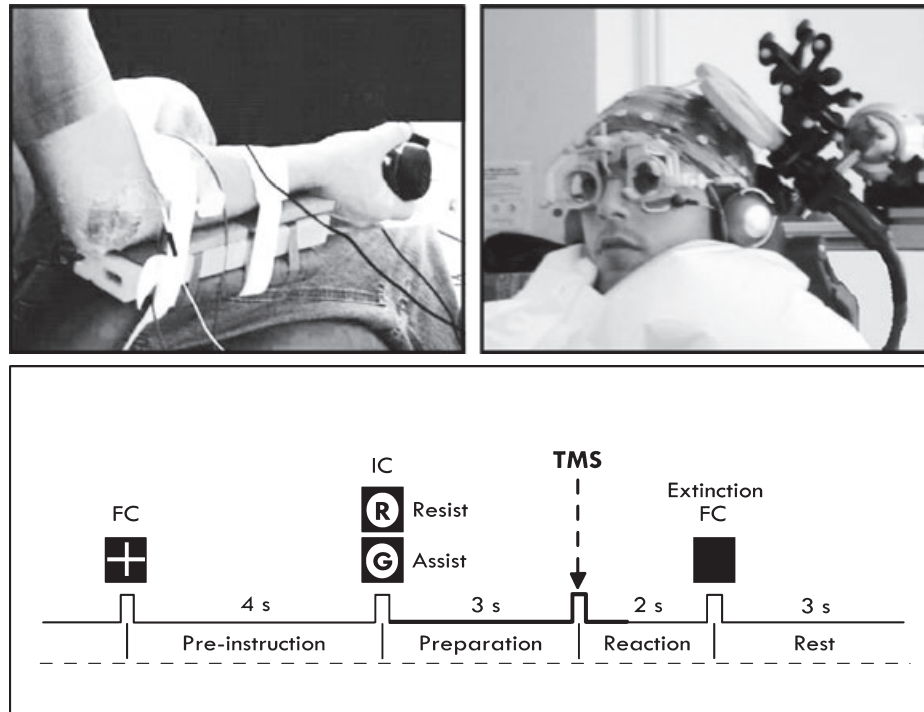 TMS
IC
R Resist
Extinction
FC
FC
G Assist
4 s
3 s
2 s
3 s
Pre-instruction
Preparation
Reaction
Rest